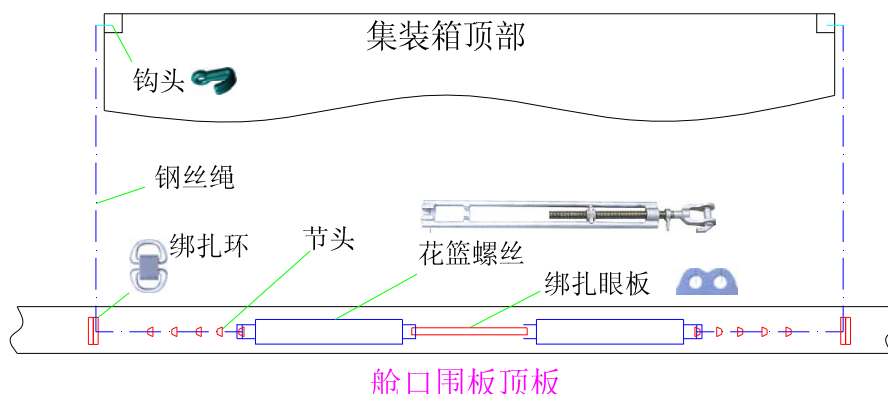 集装箱顶部
钩头
钢丝绳
绑扎环
节头
花篮螺丝
绑扎眼板
舱口围板顶板